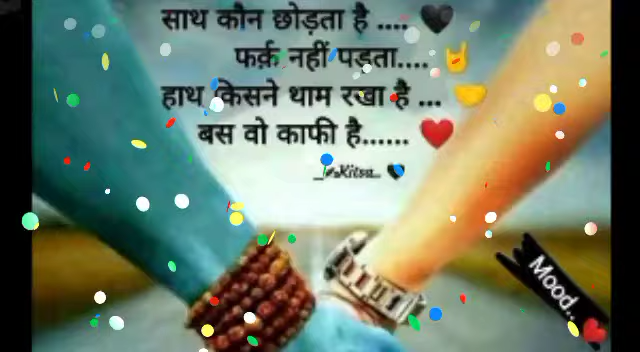 साथ कौन छोड़ता है .... 🖤
फर्क़ नहीं पड़ता.... 🤘
हाथ किसने थाम रखा है ... 🤝
बस वो काफी है...... ❤️
Mood.. ❤️